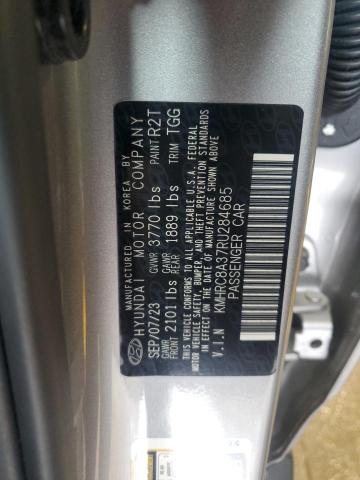 MANUFACTURED IN KOREA BY
HYUNDAI MOTOR COMPANY
SEP/07/23 GVWR 3770 lbs PAINT R2T
GAWR FRONT 2101lbs GAWR REAR 1889 lbs TRIM TGG
THIS VEHICLE CONFORMS TO ALL APPLICABLE U.S.A. FEDERAL
MOTOR VEHICLE SAFETY, BUMPER, AND THEFT PREVENTION STANDARDS
IN EFFECT ON THE DATE OF MANUFACTURE SHOWN ABOVE.
V.I.N KMHRC8A37RU284685
PASSENGER CAR